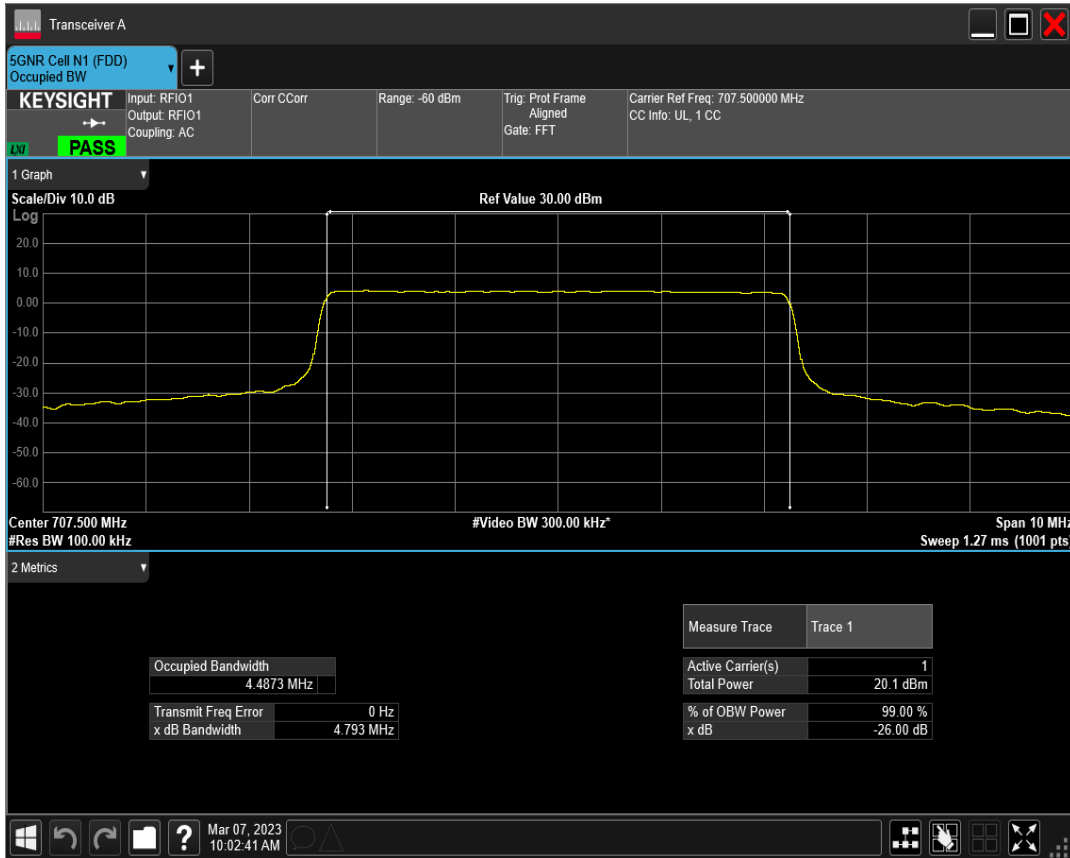 Transceiver A
5GNR Cell N1 (FDD)
Occupied BW
+
KEYSIGHT
LXI
PASS
Input: RFIO1
Output: RFIO1
Coupling: AC
Corr CCorr
Range: -60 dBm
Trig: Prot Frame
Aligned
Gate: FFT
Carrier Ref Freq: 707.500000 MHz
CC Info: UL, 1 CC
1 Graph
Scale/Div 10.0 dB
Ref Value 30.00 dBm
Log
20.0
10.0
0.00
-10.0
-20.0
-30.0
-40.0
-50.0
-60.0
Center 707.500 MHz
#Video BW 300.00 kHz*
Span 10 MHz
#Res BW 100.00 kHz
Sweep 1.27 ms (1001 pts)
2 Metrics
Measure Trace Trace 1
Occupied Bandwidth
4.4873 MHz
Active Carrier(s) 1
Total Power 20.1 dBm
Transmit Freq Error 0 Hz
x dB Bandwidth 4.793 MHz
% of OBW Power 99.00 %
x dB -26.00 dB
?
Mar 07, 2023
10:02:41 AM